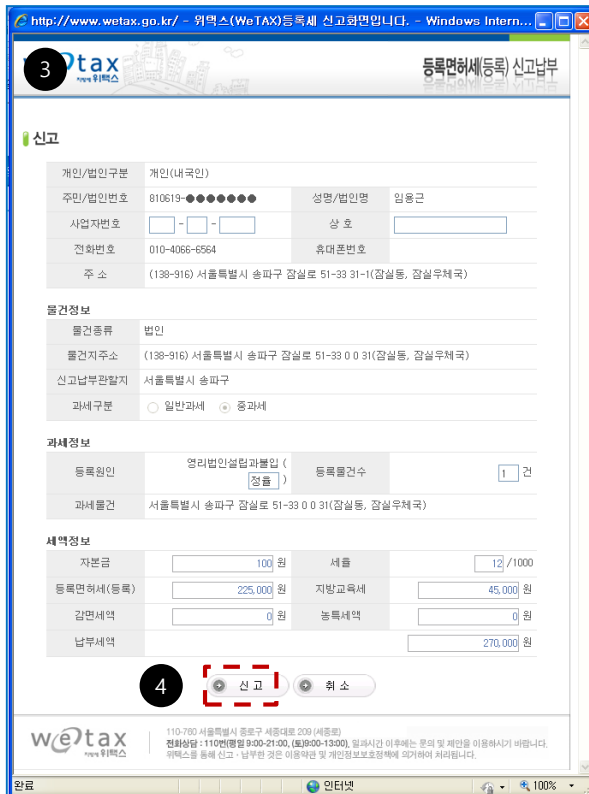 http://www.wetax.go.kr/ - 위택스(WeTAX)등록세 신고화면입니다. - Windows Intern...
3
tax
지방세 위택스
등록면허세(등록) 신고납부
신고
개인/법인구분 개인(내국인)
주민/법인번호 810619-●●●●●●● 성명/법인명 임용근
사업자번호 - - 상 호
전화번호 010-4066-6564 휴대폰번호
주 소 (138-916) 서울특별시 송파구 잠실로 51-33 31-1(잠실동, 잠실우체국)
물건정보
물건종류 법인
물건지주소 (138-916) 서울특별시 송파구 잠실로 51-33 0 0 31(잠실동, 잠실우체국)
신고납부관할지 서울특별시 송파구
과세구분 일반과세 중과세
과세정보
등록원인 영리법인설립과불입 ( 정율 ) 등록물건수 1 건
과세물건 서울특별시 송파구 잠실로 51-33 0 0 31(잠실동, 잠실우체국)
세액정보
자본금 100 원 세율 12 /1000
등록면허세(등록) 225,000 원 지방교육세 45,000 원
감면세액 0 원 농특세액 0 원
납부세액 270,000 원
4 신 고 취 소
wetax 지방세 위택스
110-760 서울특별시 종로구 세종대로 209 (세종로)
전화상담 : 110번(평일 9:00-21:00, (토)9:00-13:00), 일과시간 이후에는 문의 및 제안을 이용하시기 바랍니다.
위택스를 통해 신고 · 납부한 것은 이용약관 및 개인정보보호정책에 의거하여 처리됩니다.
완료 인터넷 100%